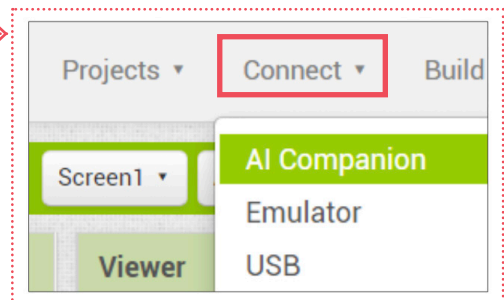 Projects ▾ Connect ▾ Build
AI Companion
Screen1 ▾
Emulator
Viewer USB